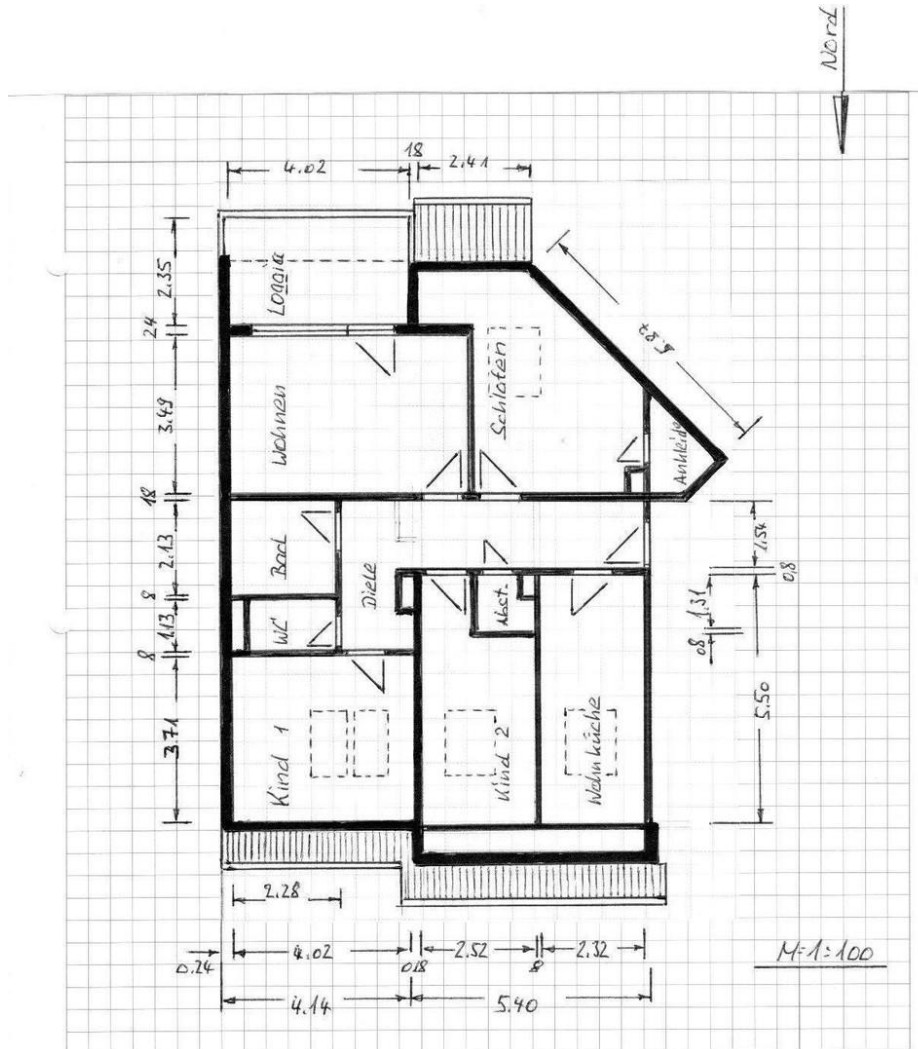 Nord
18
4.02
2.41
Loggia
2.35
24
5.82
Schlafen
3.49
Wohnen
Ankleide
18
2.13
Bad
1.54
Diele
0,8
8
Abst.
1.31
1.13
WC
08
8
5.50
3.71
Kind 1
Kind 2
Wohnküche
2.28
0.24
4.02
018
2.52
8
2.32
M=1:100
4.14
5.40